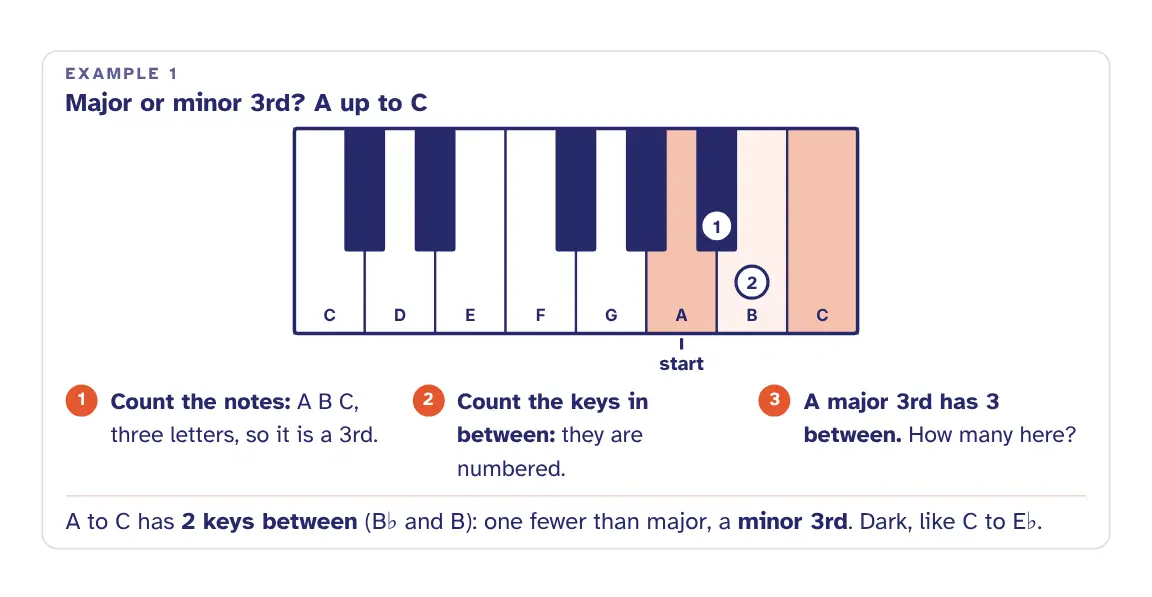 EXAMPLE 1
Major or minor 3rd? A up to C
1
2
C D E F G A B C
start
1 Count the notes: A B C,
three letters, so it is a 3rd.
2 Count the keys in
between: they are
numbered.
3 A major 3rd has 3
between. How many here?
A to C has 2 keys between (B♭ and B): one fewer than major, a minor 3rd. Dark, like C to E♭.